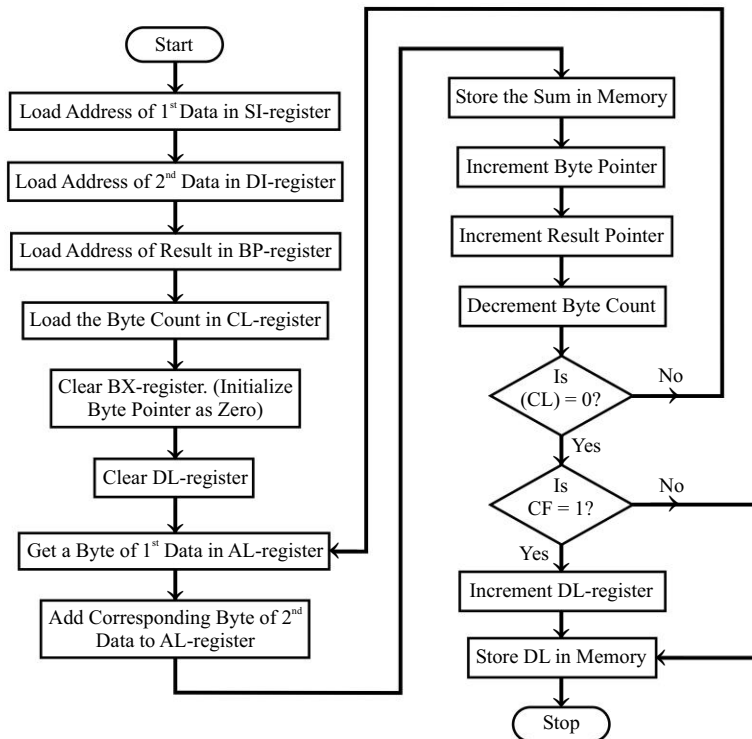 Start
Load Address of 1st Data in SI-register
Load Address of 2nd Data in DI-register
Load Address of Result in BP-register
Load the Byte Count in CL-register
Clear BX-register. (Initialize
Byte Pointer as Zero)
Clear DL-register
Get a Byte of 1st Data in AL-register
Add Corresponding Byte of 2nd
Data to AL-register
Store the Sum in Memory
Increment Byte Pointer
Increment Result Pointer
Decrement Byte Count
Is
(CL) = 0?
No
Yes
Is
CF = 1?
No
Yes
Increment DL-register
Store DL in Memory
Stop